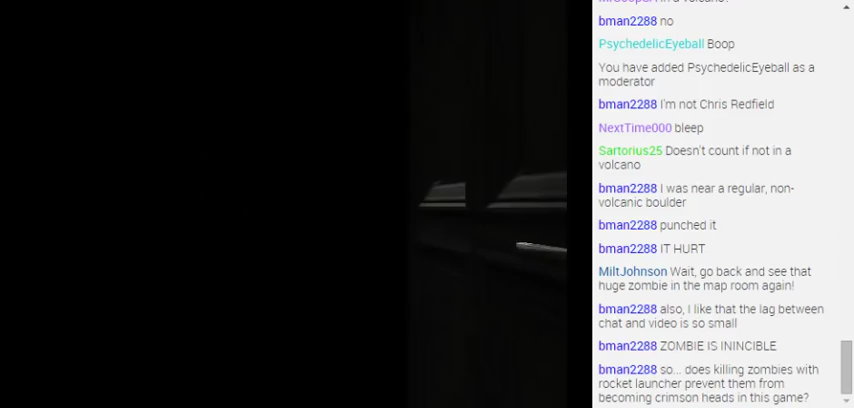 bman2288 no
PsychedelicEyeball Boop
You have added PsychedelicEyeball as a
moderator
bman2288 I'm not Chris Redfield
NextTime000 bleep
Sartorius25 Doesn't count if not in a
volcano
bman2288 I was near a regular, non-
volcanic boulder
bman2288 punched it
bman2288 IT HURT
MiltJohnson Wait, go back and see that
huge zombie in the map room again!
bman2288 also, I like that the lag between
chat and video is so small
bman2288 ZOMBIE IS ININCIBLE
bman2288 so... does killing zombies with
rocket launcher prevent them from
becoming crimson heads in this game?